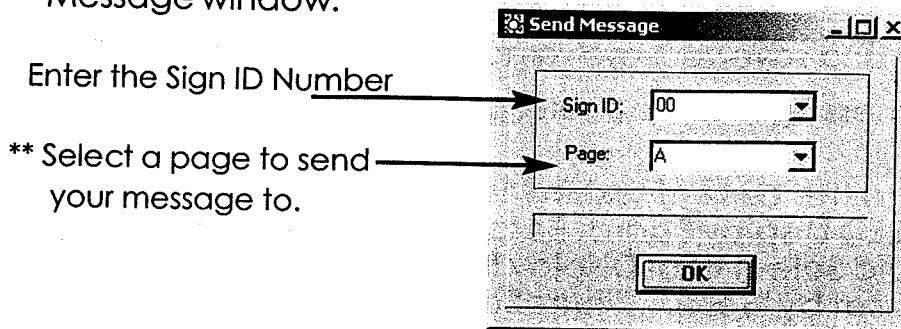 Message window.
Send Message
Enter the Sign ID Number
Sign ID: 00
** Select a page to send
Page: A
your message to.
OK